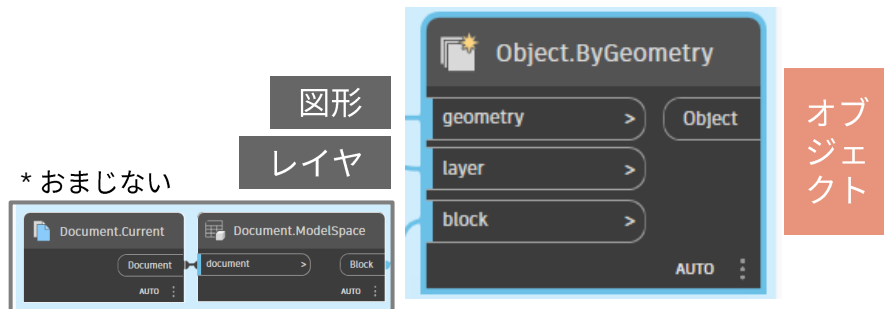 Object.ByGeometry
図形
geometry
>
Object
オブ
ジェ
クト
レイヤ
layer
>
* おまじない
block
>
AUTO
Document.Current
Document.ModelSpace
Document
document
>
Block
AUTO
AUTO